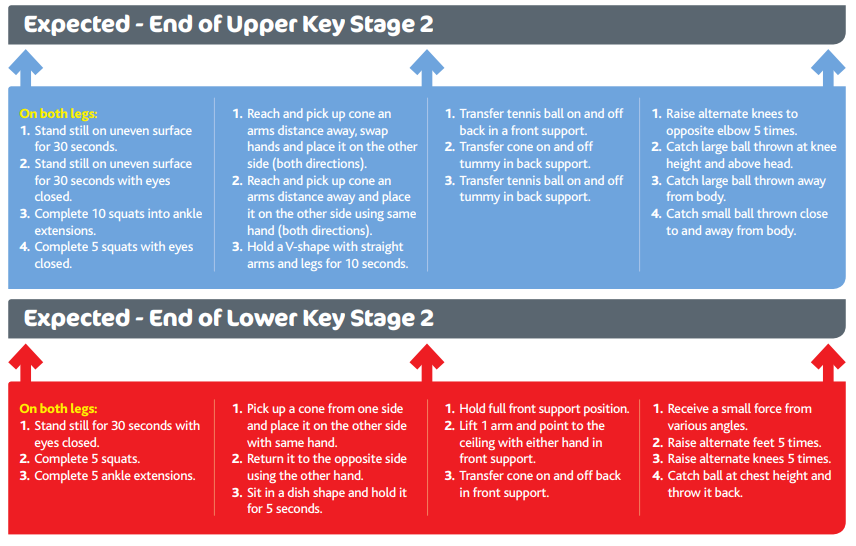 Expected - End of Upper Key Stage 2
On both legs:
1. Stand still on uneven surface
for 30 seconds.
2. Stand still on uneven surface
for 30 seconds with eyes
closed.
3. Complete 10 squats into ankle
extensions.
4. Complete 5 squats with eyes
closed.
1. Reach and pick up cone an
arms distance away, swap
hands and place it on the other
side (both directions).
2. Reach and pick up cone an
arms distance away and place
it on the other side using same
hand (both directions).
3. Hold a V-shape with straight
arms and legs for 10 seconds.
1. Transfer tennis ball on and off
back in a front support.
2. Transfer cone on and off
tummy in back support.
3. Transfer tennis ball on and off
tummy in back support.
1. Raise alternate knees to
opposite elbow 5 times.
2. Catch large ball thrown at knee
height and above head.
3. Catch large ball thrown away
from body.
4. Catch small ball thrown close
to and away from body.
Expected - End of Lower Key Stage 2
On both legs:
1. Stand still for 30 seconds with
eyes closed.
2. Complete 5 squats.
3. Complete 5 ankle extensions.
1. Pick up a cone from one side
and place it on the other side
with same hand.
2. Return it to the opposite side
using the other hand.
3. Sit in a dish shape and hold it
for 5 seconds.
1. Hold full front support position.
2. Lift 1 arm and point to the
ceiling with either hand in
front support.
3. Transfer cone on and off back
in front support.
1. Receive a small force from
various angles.
2. Raise alternate feet 5 times.
3. Raise alternate knees 5 times.
4. Catch ball at chest height and
throw it back.